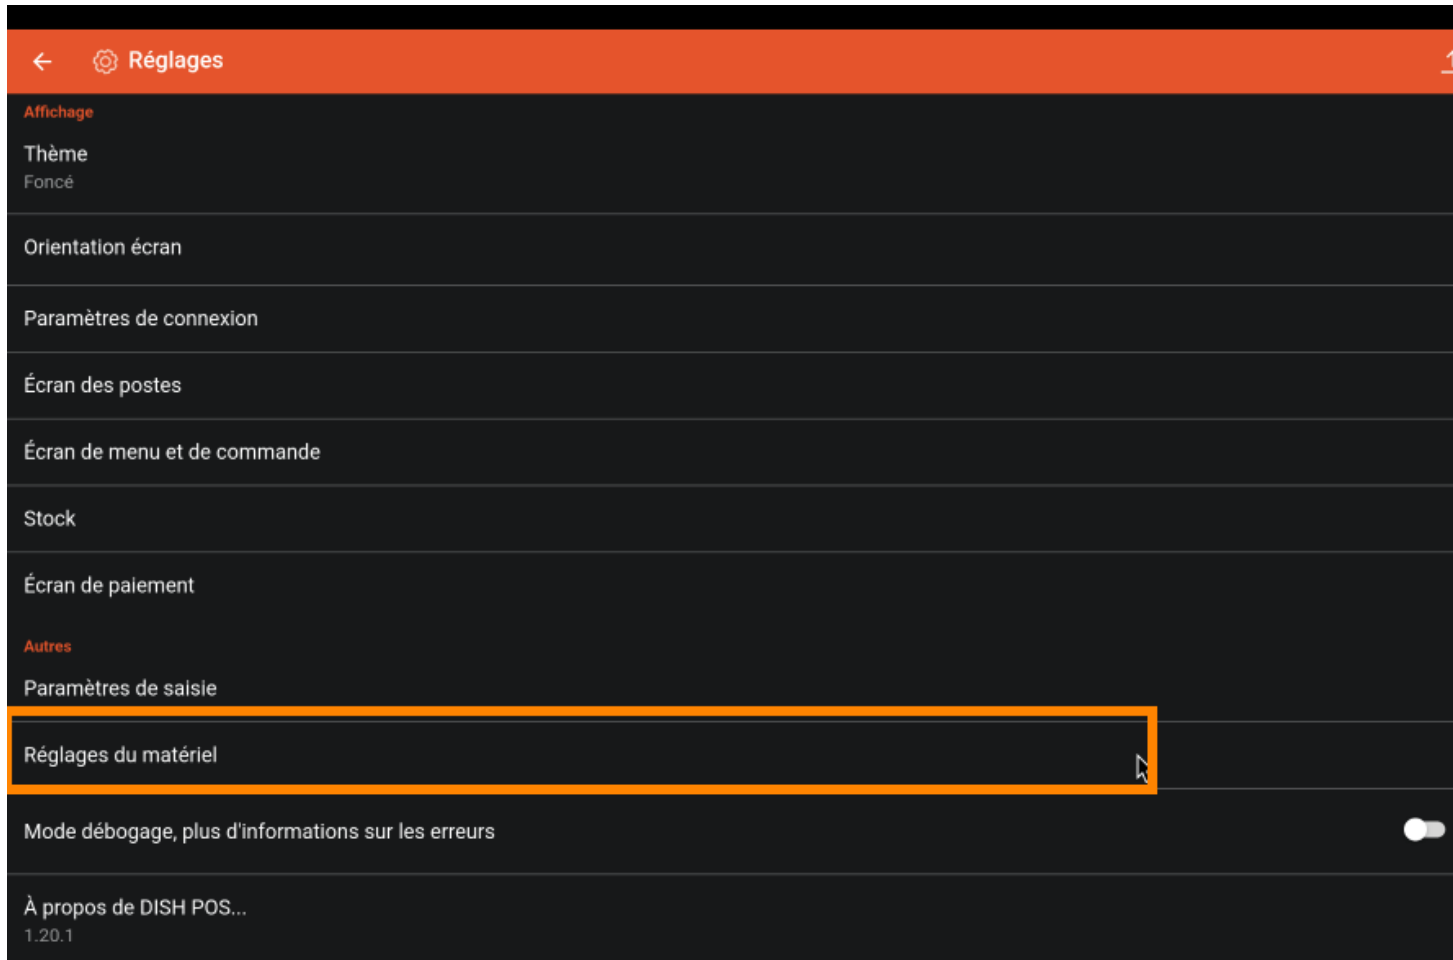 Réglages
Affichage
Thème
Foncé
Orientation écran
Paramètres de connexion
Écran des postes
Écran de menu et de commande
Stock
Écran de paiement
Autres
Paramètres de saisie
Réglages du matériel
Mode débogage, plus d'informations sur les erreurs
À propos de DISH POS...
1.20.1